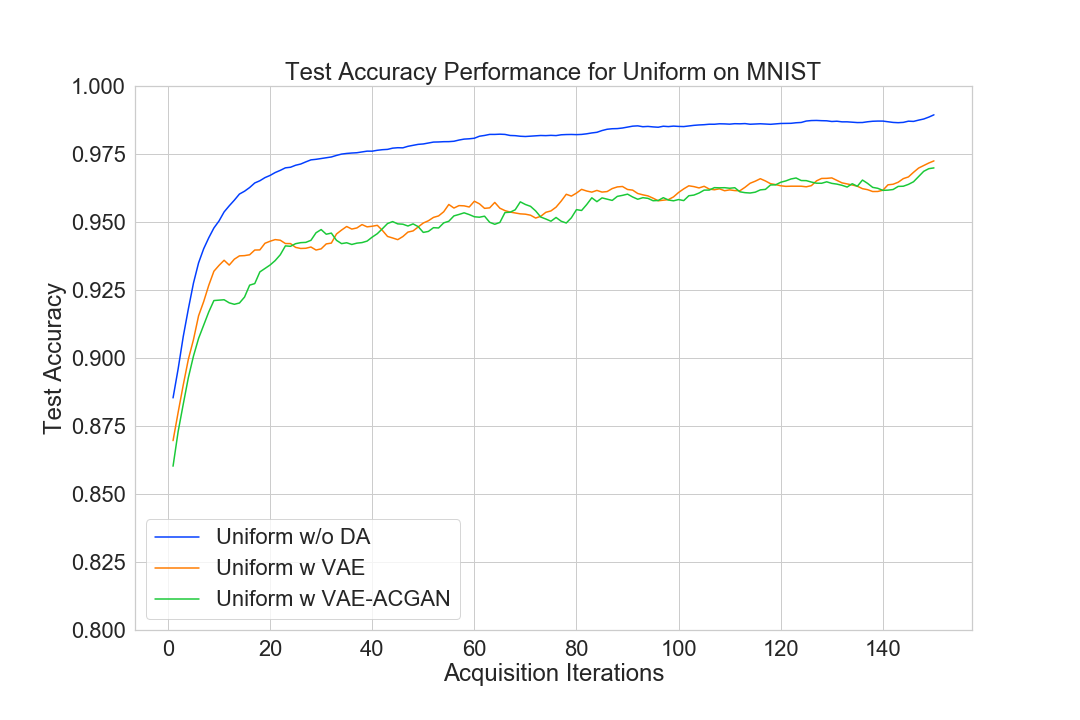 Test Accuracy Performance for Uniform on MNIST
1.000
0.975
0.950
0.925
0.900
0.875
0.850
0.825
0.800
Test Accuracy
Uniform w/o DA
Uniform w VAE
Uniform w VAE-ACGAN
0 20 40 60 80 100 120 140
Acquisition Iterations